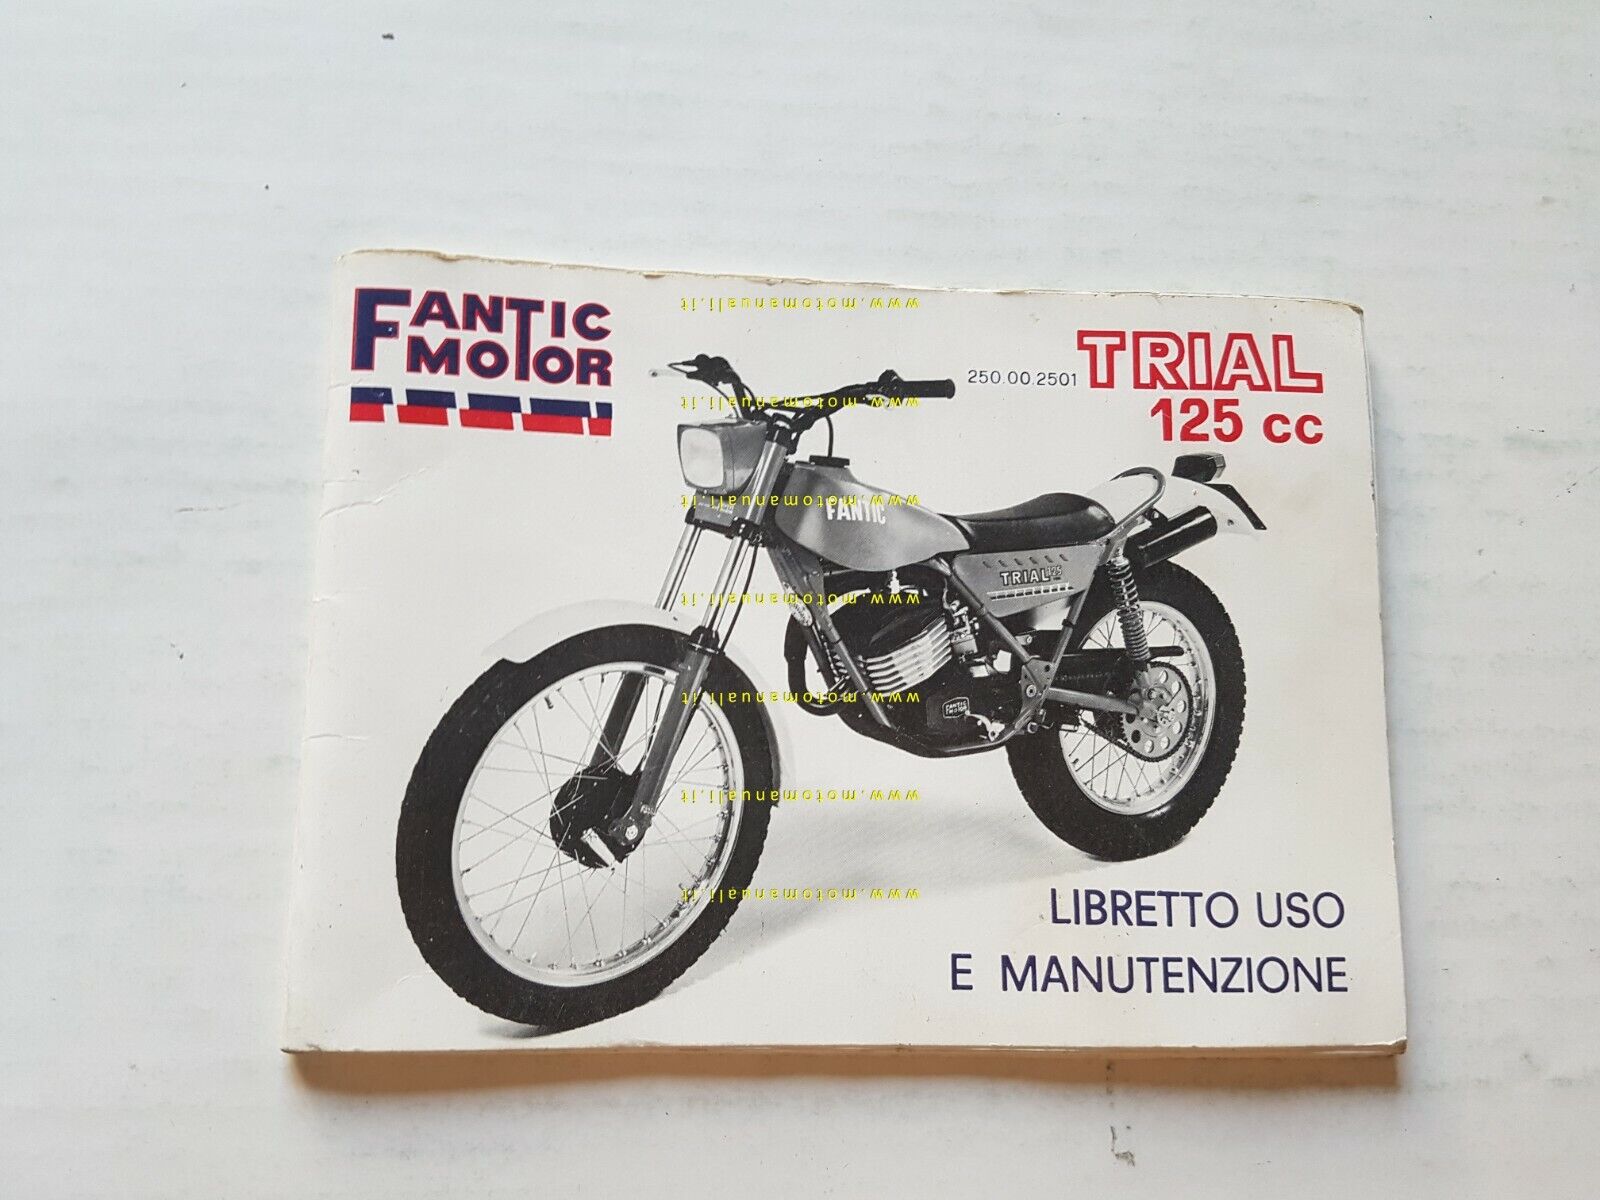 FANTIC
MOTOR
TRIAL
250.00.2501
125 cc
FANTIC
TRIAL 125
FANTIC
MOTOR
LIBRETTO USO
E MANUTENZIONE
www.motomanuali.it
www.motomanuali.it
www.motomanuali.it
www.motomanuali.it
www.motomanuali.it
www.motomanuali.it
www.motomanuali.it